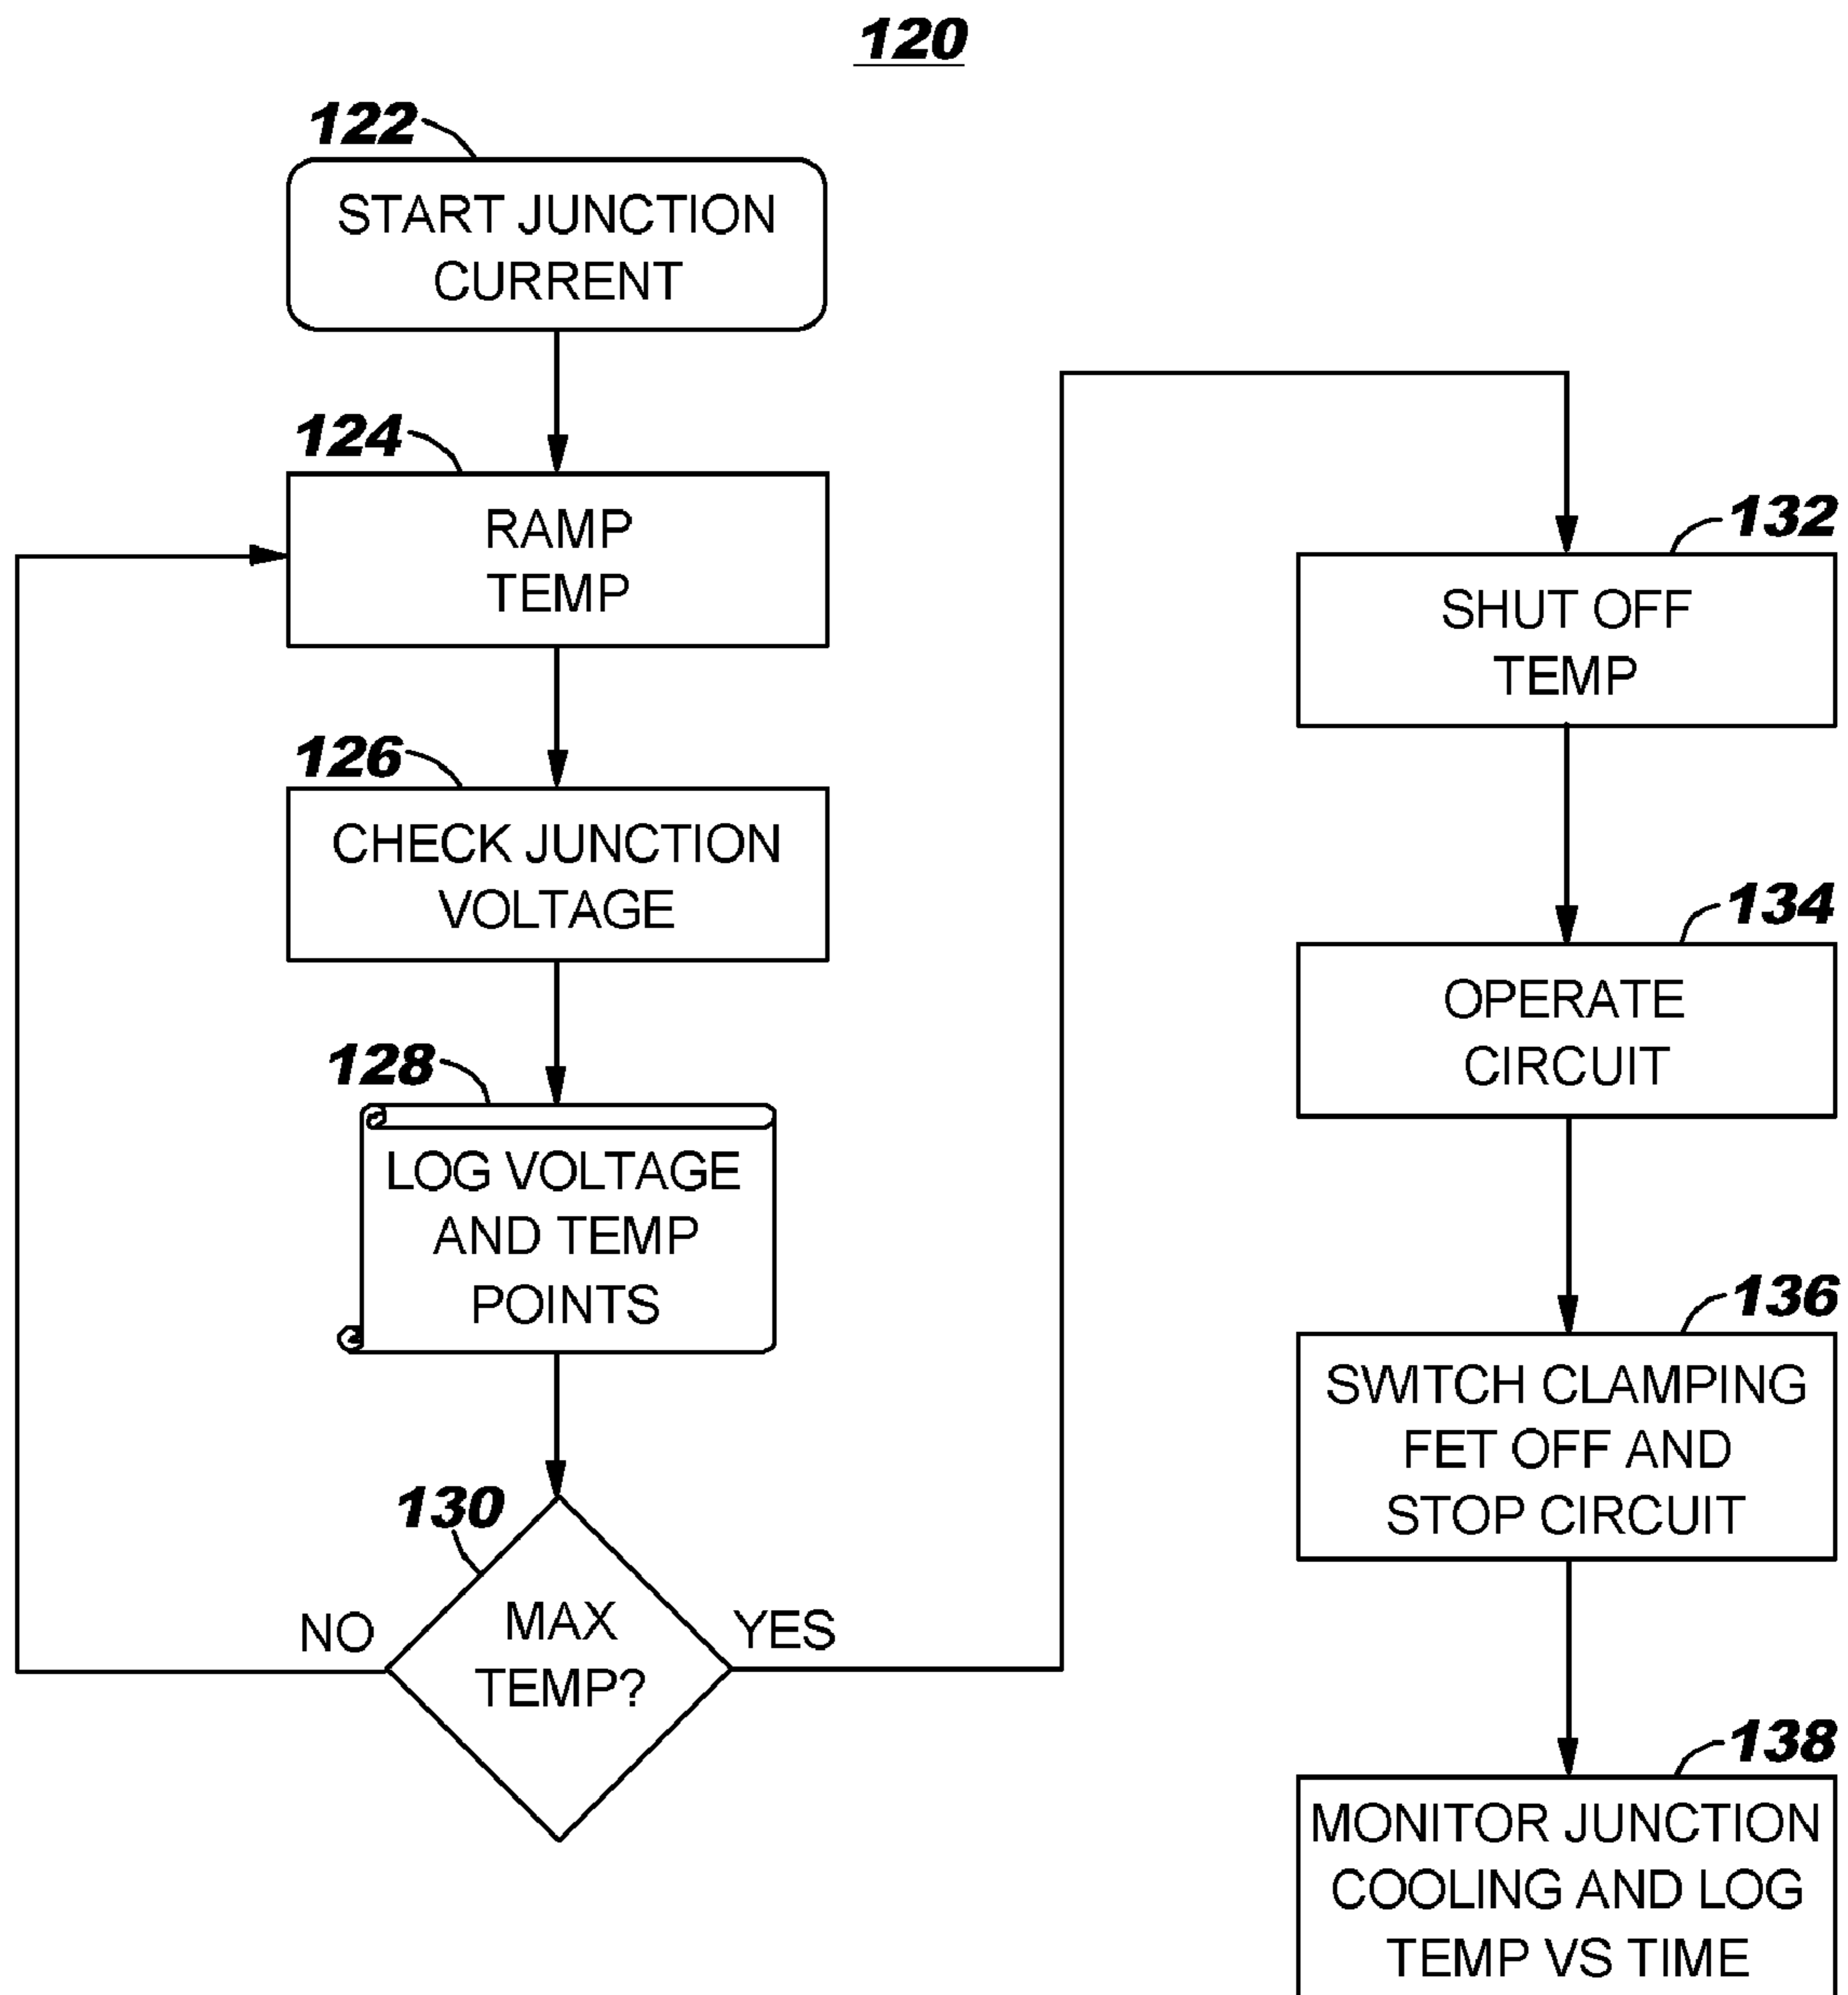 120
122
START JUNCTION
CURRENT
124
RAMP
TEMP
126
CHECK JUNCTION
VOLTAGE
128
LOG VOLTAGE
AND TEMP
POINTS
130
MAX
TEMP?
NO
YES
132
SHUT OFF
TEMP
134
OPERATE
CIRCUIT
136
SWITCH CLAMPING
FET OFF AND
STOP CIRCUIT
138
MONITOR JUNCTION
COOLING AND LOG
TEMP VS TIME